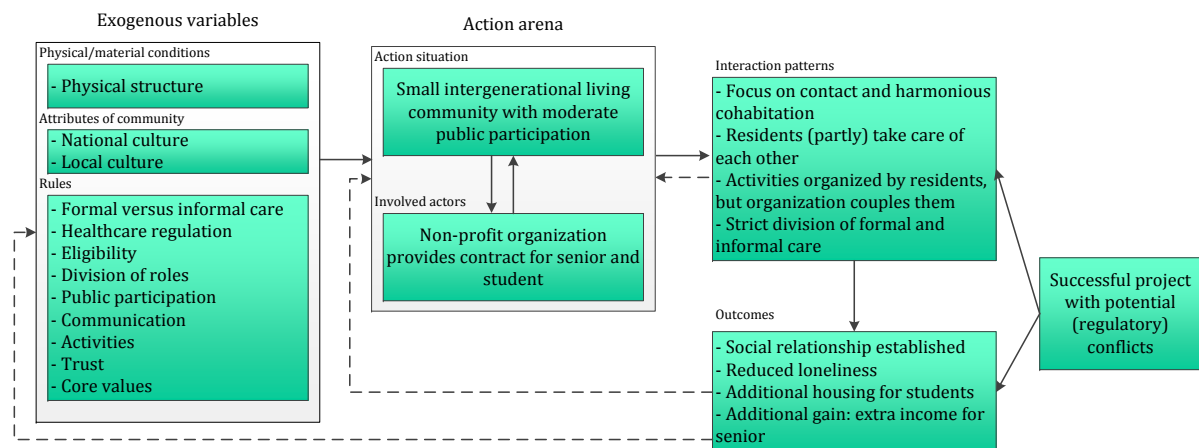 Exogenous variables
Physical/material conditions
- Physical structure
Attributes of community
- National culture
- Local culture
Rules
- Formal versus informal care
- Healthcare regulation
- Eligibility
- Division of roles
- Public participation
- Communication
- Activities
- Trust
- Core values
Action arena
Action situation
Small intergenerational living
community with moderate
public participation
Involved actors
Non-profit organization
provides contract for senior and
student
Interaction patterns
- Focus on contact and harmonious
cohabitation
- Residents (partly) take care of
each other
- Activities organized by residents,
but organization couples them
- Strict division of formal and
informal care
Outcomes
- Social relationship established
- Reduced loneliness
- Additional housing for students
- Additional gain: extra income for
senior
Successful project
with potential
(regulatory)
conflicts